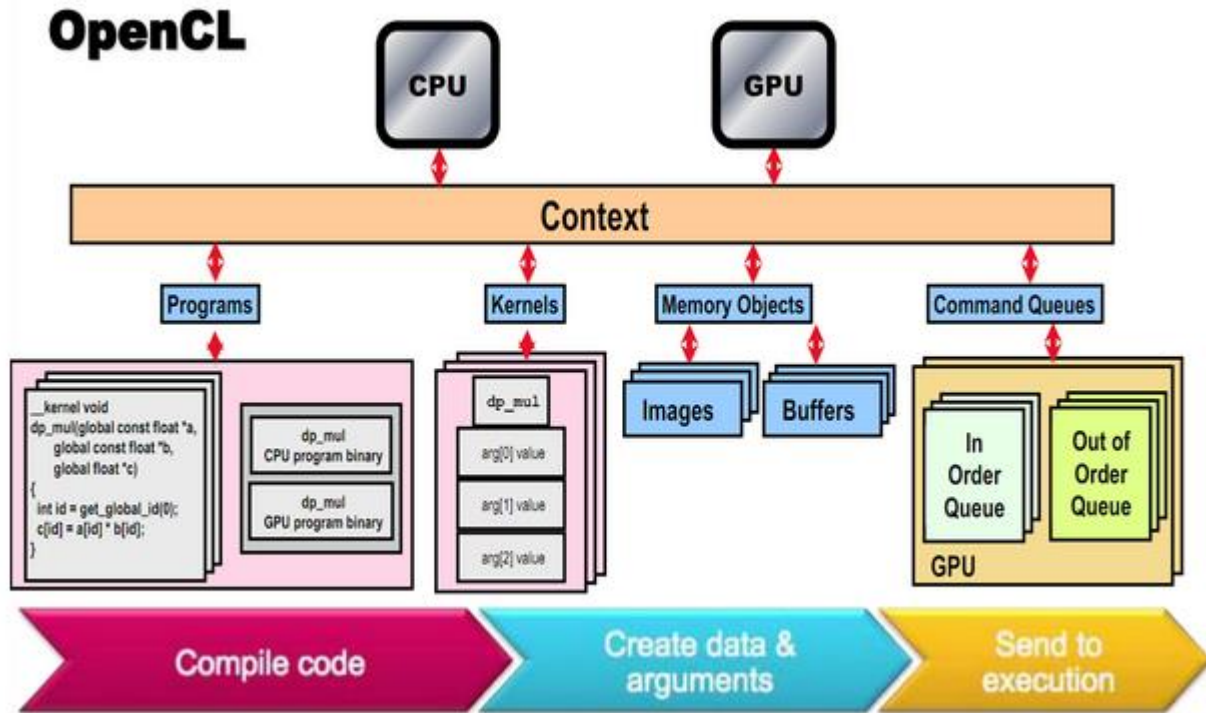 OpenCL
CPU
GPU
Context
Programs
Kernels
Memory Objects
Command Queues
__kernel void
dp_mul(global const float *a,
global const float *b,
global float *c)
{
int id = get_global_id(0);
c[id] = a[id] * b[id];
}
dp_mul
CPU program binary
dp_mul
GPU program binary
dp_mul
arg[0] value
arg[1] value
arg[2] value
Images
Buffers
In
Order
Queue
Out of
Order
Queue
GPU
Compile code
Create data &
arguments
Send to
execution